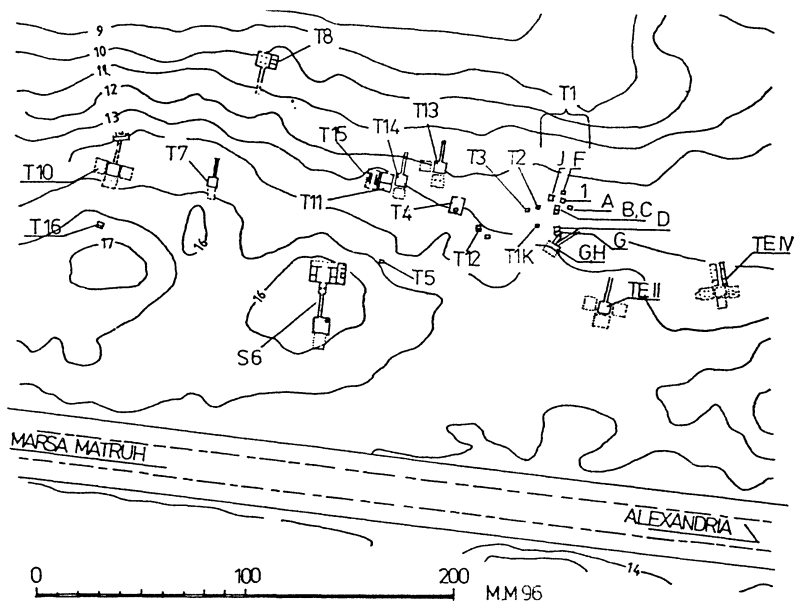 9
T8
10
11
T1
12
T13
T14
13
T15
T2
J F
T3
T7
1
T10
A
B,C
T11
T4
D
T16
16
G
TE IV
17
T12
T1K
GH
T5
TE II
16
S6
MARSA MATRUH
ALEXANDRIA
14
0 100 200 M.M 96